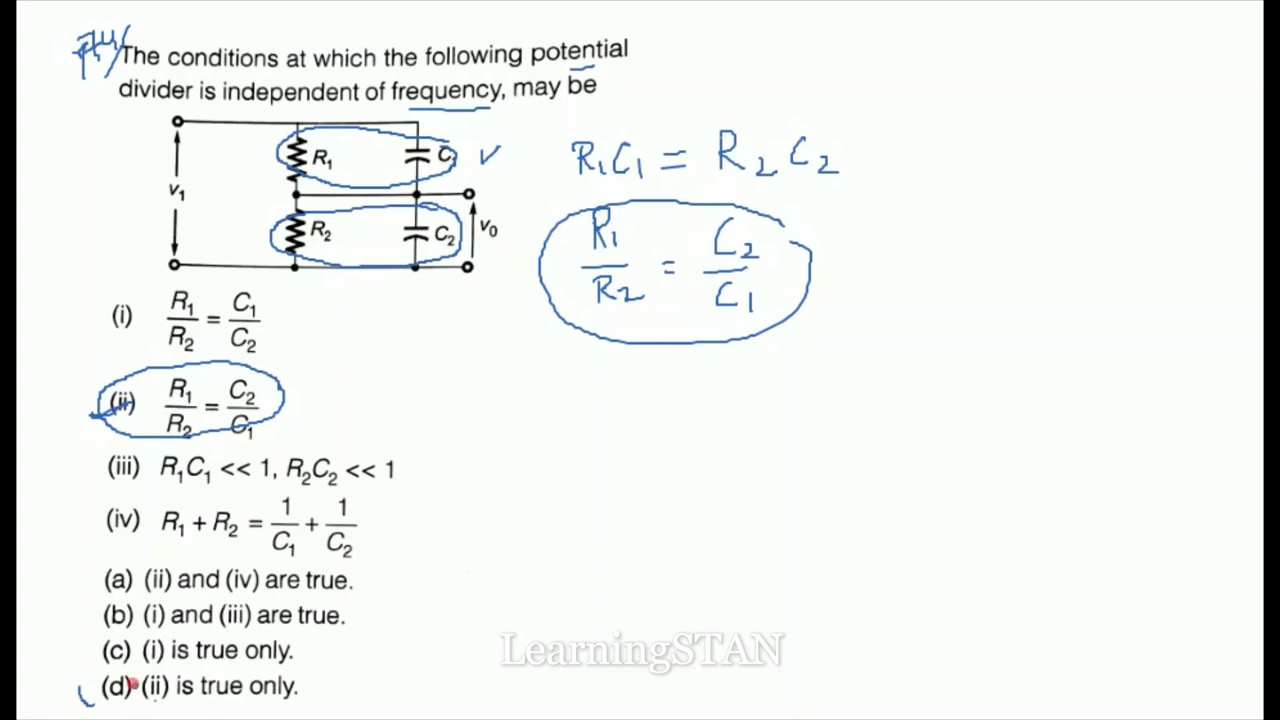 The conditions at which the following potential
divider is independent of frequency, may be
R₁ C
V₁
R₂ C₂ V₀
R₁C₁ = R₂C₂
R₁/R₂ = C₂/C₁
(i) R₁/R₂ = C₁/C₂
(ii) R₁/R₂ = C₂/C₁
(iii) R₁C₁ << 1, R₂C₂ << 1
(iv) R₁ + R₂ = 1/C₁ + 1/C₂
(a) (ii) and (iv) are true.
(b) (i) and (iii) are true.
(c) (i) is true only.
(d) (ii) is true only.
LearningSTAN